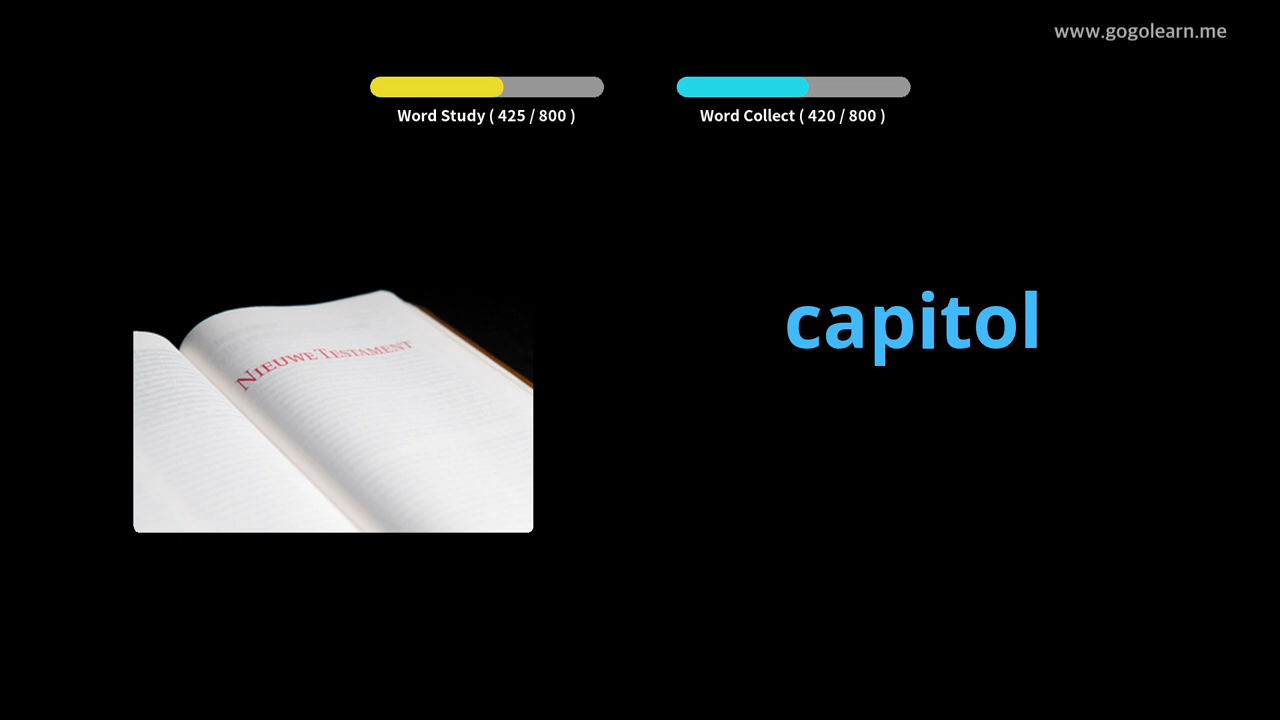 www.gogolearn.me
Word Study ( 425 / 800 )
Word Collect ( 420 / 800 )
capitol
NIEUWE TESTAMENT